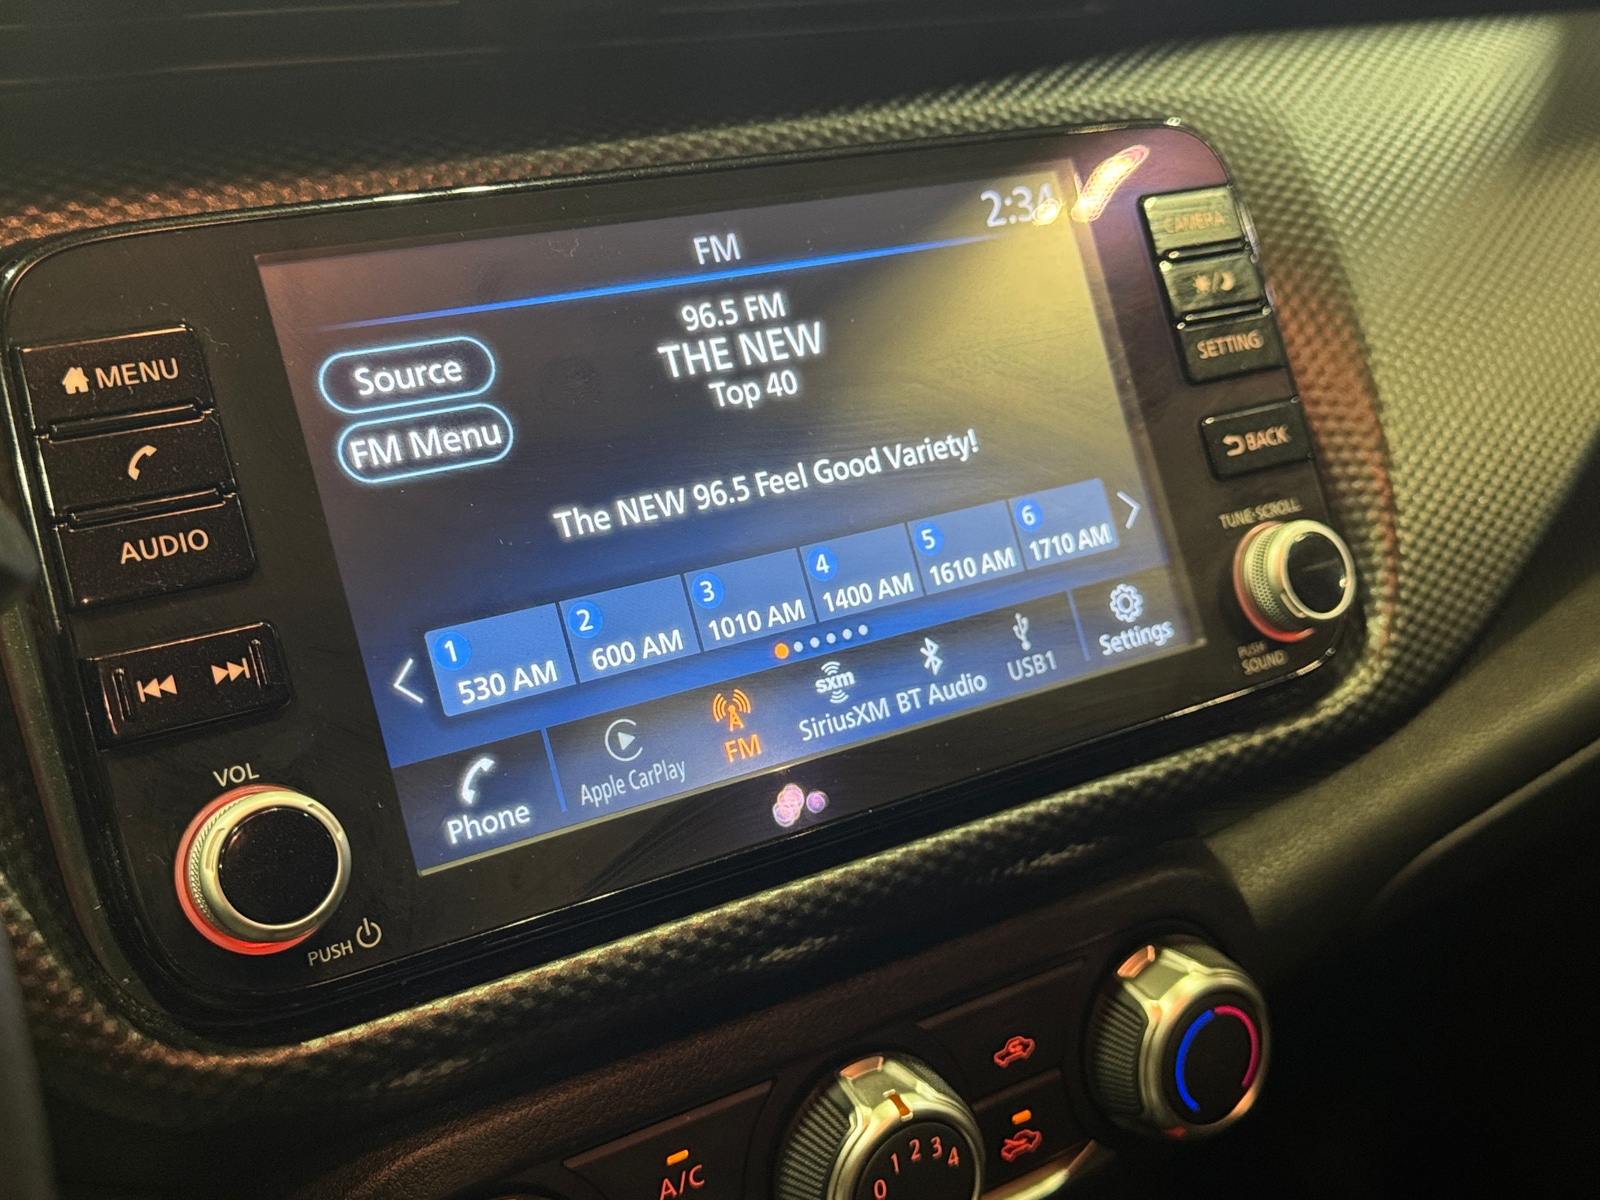 2:34
FM
96.5 FM
THE NEW
Top 40
Source
FM Menu
The NEW 96.5 Feel Good Variety!
1 530 AM
2 600 AM
3 1010 AM
4 1400 AM
5 1610 AM
6 1710 AM
Phone
Apple CarPlay
FM
sxm
SiriusXM
BT Audio
USB1
Settings
MENU
AUDIO
VOL
PUSH
CAMERA
SETTING
BACK
TUNE·SCROLL
PUSH
SOUND
A/C
0 1 2 3 4